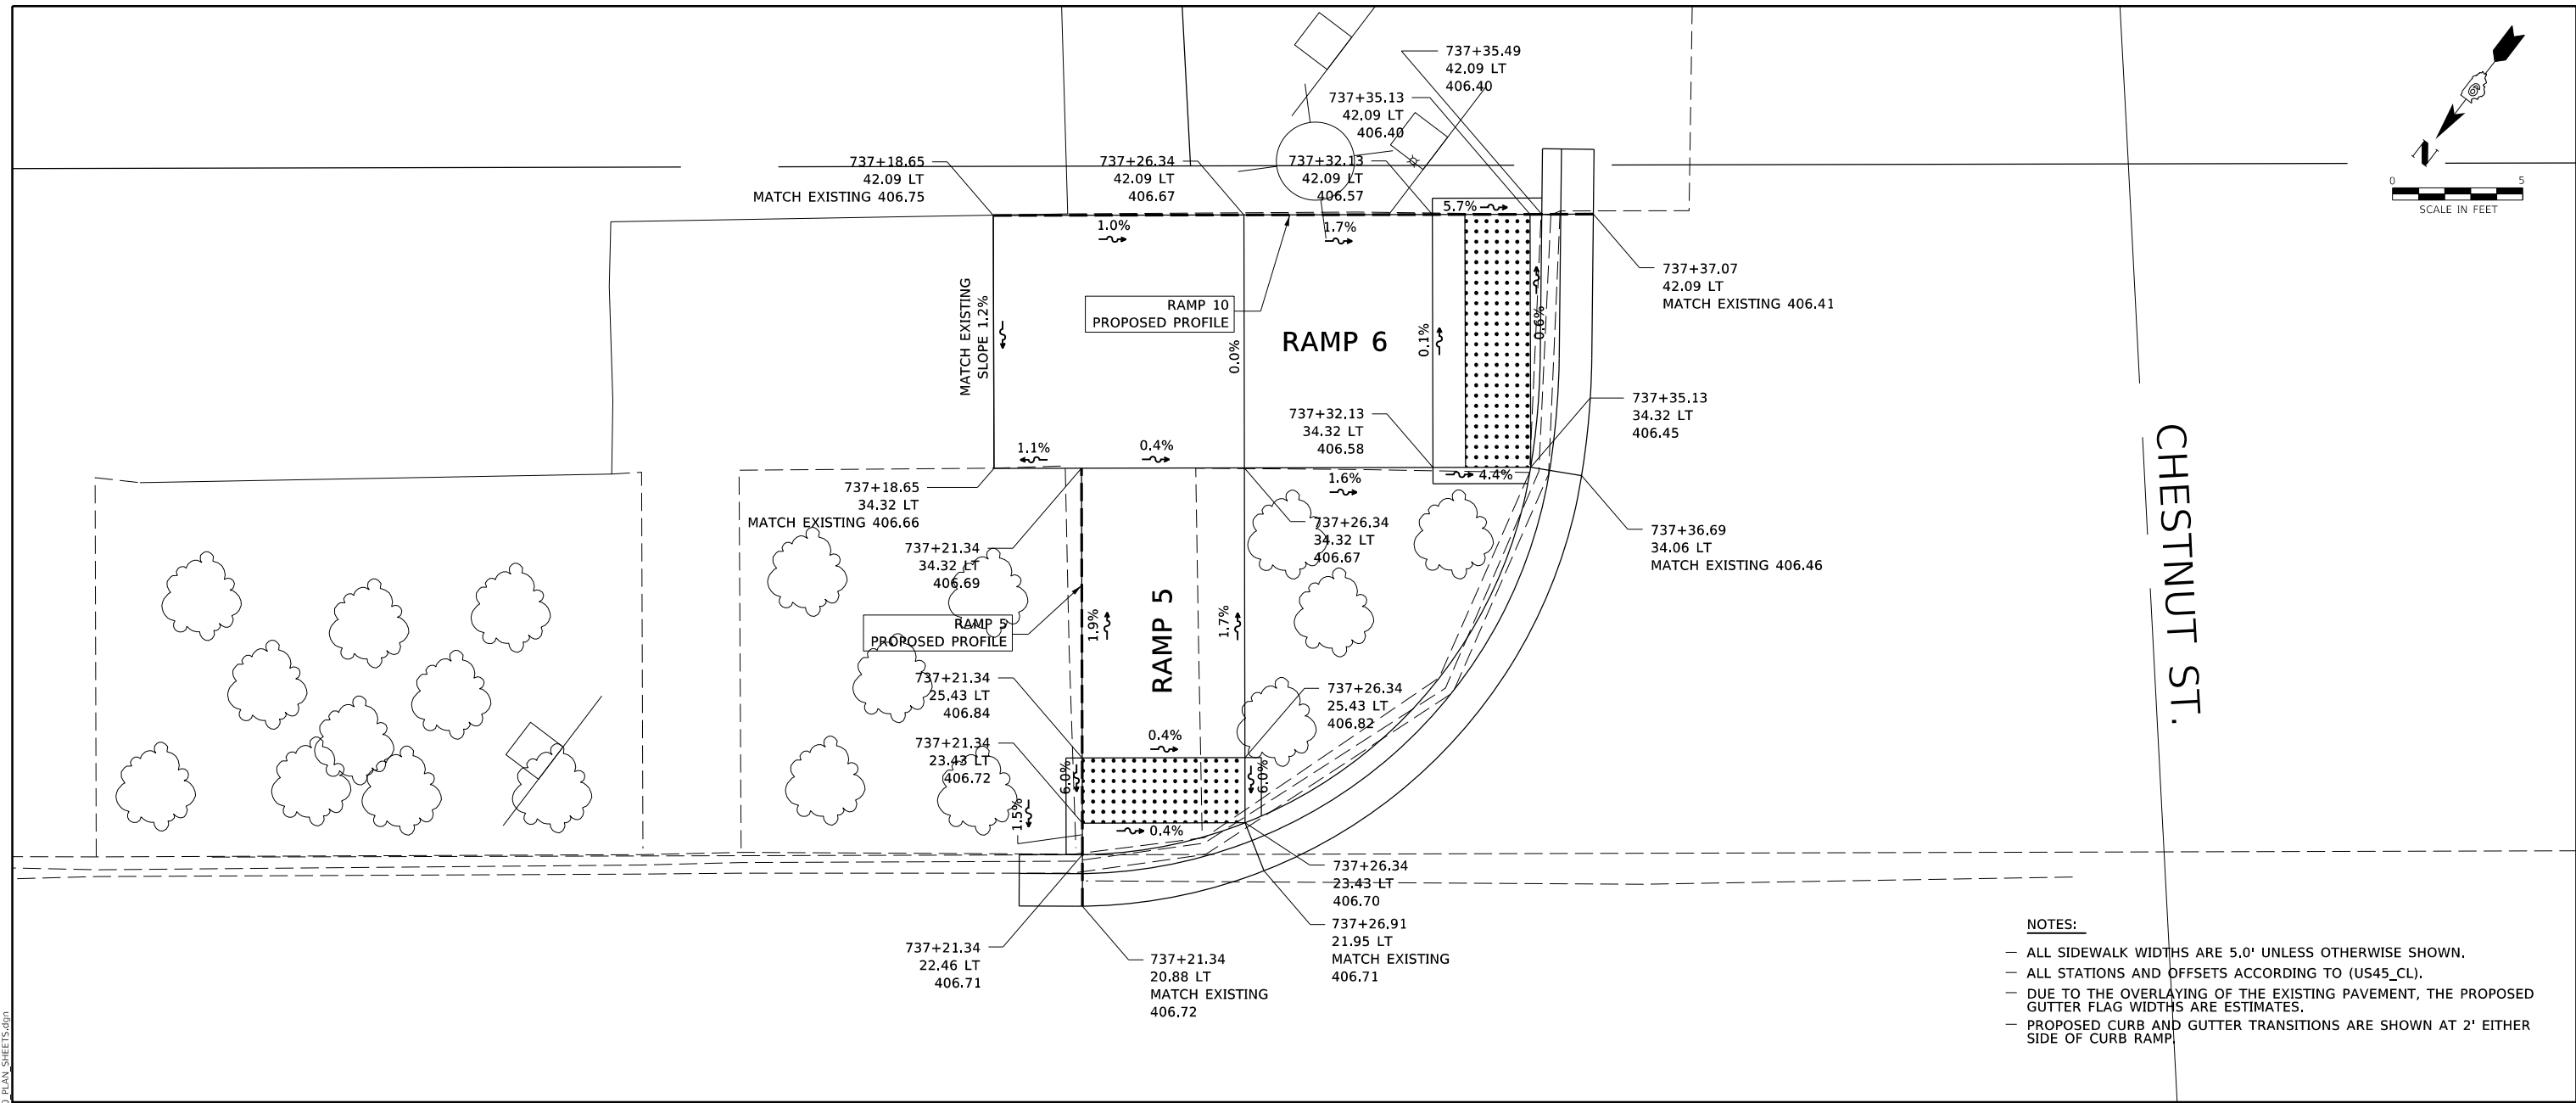 737+35.49
42.09 LT
406.40
737+35.13
42.09 LT
406.40
737+18.65
42.09 LT
MATCH EXISTING 406.75
737+26.34
42.09 LT
406.67
737+32.13
42.09 LT
406.57
0 5
SCALE IN FEET
N
5.7%
1.0%
1.7%
737+37.07
42.09 LT
MATCH EXISTING 406.41
MATCH EXISTING
SLOPE 1.2%
RAMP 10
PROPOSED PROFILE
RAMP 6
0.0%
0.1%
0.6%
737+32.13
34.32 LT
406.58
737+35.13
34.32 LT
406.45
1.1%
0.4%
4.4%
1.6%
737+18.65
34.32 LT
MATCH EXISTING 406.66
737+26.34
34.32 LT
406.67
737+36.69
34.06 LT
MATCH EXISTING 406.46
737+21.34
34.32 LT
406.69
RAMP 5
PROPOSED PROFILE
1.9%
RAMP 5
1.7%
CHESTNUT ST.
737+21.34
25.43 LT
406.84
737+26.34
25.43 LT
406.82
737+21.34
23.43 LT
406.72
0.4%
6.0%
6.0%
1.5%
0.4%
737+26.34
23.43 LT
406.70
737+26.91
21.95 LT
MATCH EXISTING
406.71
737+21.34
22.46 LT
406.71
737+21.34
20.88 LT
MATCH EXISTING
406.72
NOTES:
— ALL SIDEWALK WIDTHS ARE 5.0' UNLESS OTHERWISE SHOWN.
— ALL STATIONS AND OFFSETS ACCORDING TO (US45_CL).
— DUE TO THE OVERLAYING OF THE EXISTING PAVEMENT, THE PROPOSED
GUTTER FLAG WIDTHS ARE ESTIMATES.
— PROPOSED CURB AND GUTTER TRANSITIONS ARE SHOWN AT 2' EITHER
SIDE OF CURB RAMP.
_PLAN_SHEETS.dgn